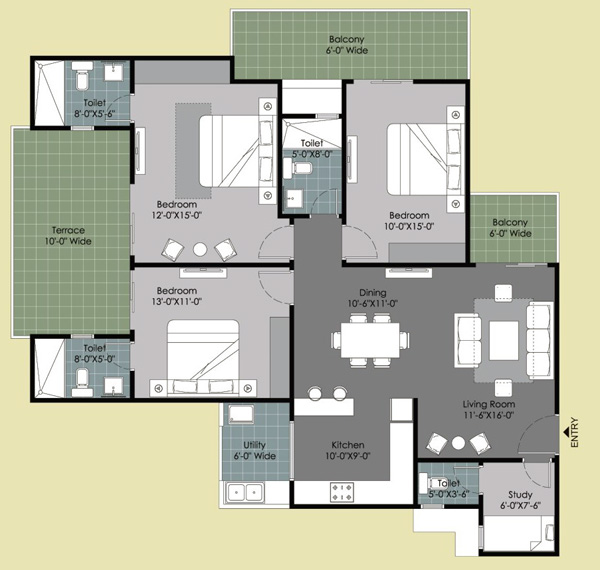 Balcony
6'-0" Wide
Toilet
8'-0"X5'-6"
Toilet
5'-0"X8'-0"
Bedroom
12'-0"X15'-0"
Bedroom
10'-0"X15'-0"
Balcony
6'-0" Wide
Terrace
10'-0" Wide
Bedroom
13'-0"X11'-0"
Dining
10'-6"X11'-0"
Toilet
8'-0"X5'-0"
Living Room
11'-6"X16'-0"
ENTRY
Utility
6'-0" Wide
Kitchen
10'-0"X9'-0"
Toilet
5'-0"X3'-6"
Study
6'-0"X7'-6"